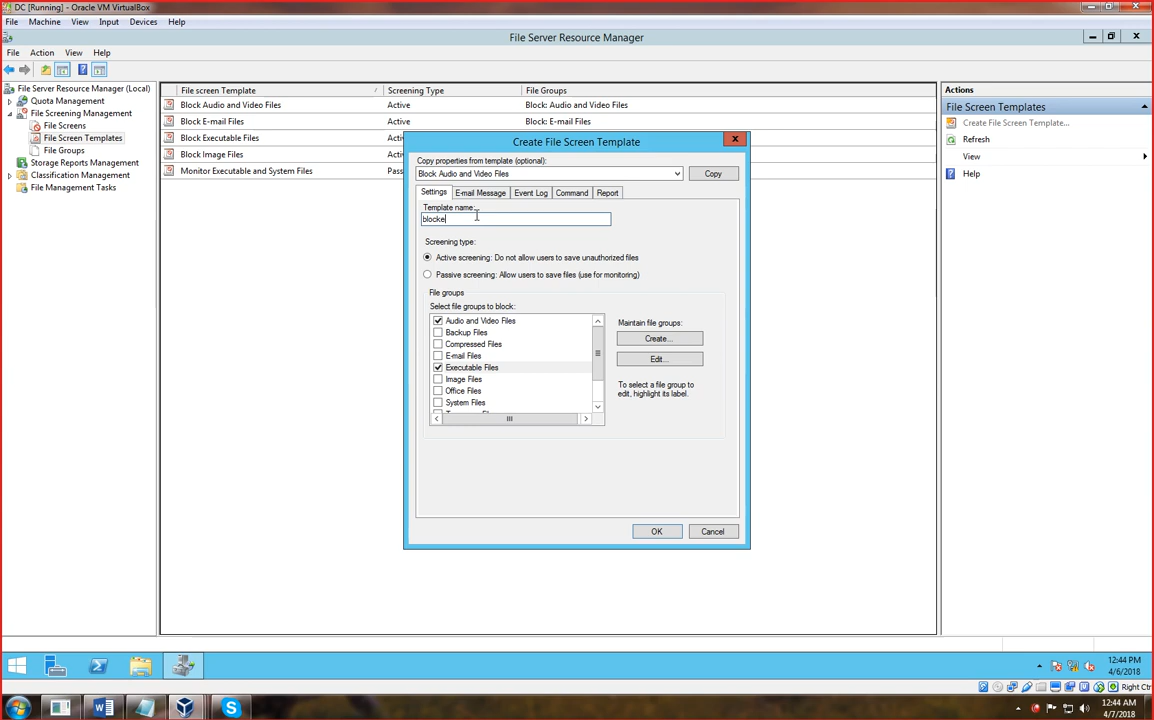 DC [Running] - Oracle VM VirtualBox
File Machine View Input Devices Help
File Server Resource Manager
File Action View Help
File Server Resource Manager (Local)
Quota Management
File Screening Management
File Screens
File Screen Templates
File Groups
Storage Reports Management
Classification Management
File Management Tasks
File screen Template Screening Type File Groups
Block Audio and Video Files Active Block: Audio and Video Files
Block E-mail Files Active Block: E-mail Files
Block Executable Files
Block Image Files
Monitor Executable and System Files
Create File Screen Template
Copy properties from template (optional):
Block Audio and Video Files Copy
Settings E-mail Message Event Log Command Report
Template name:
blocke
Screening type:
Active screening: Do not allow users to save unauthorized files
Passive screening: Allow users to save files (use for monitoring)
File groups
Select file groups to block:
Audio and Video Files
Backup Files
Compressed Files
E-mail Files
Executable Files
Image Files
Office Files
System Files
Maintain file groups:
Create...
Edit...
To select a file group to
edit, highlight its label.
OK Cancel
Actions
File Screen Templates
Create File Screen Template...
Refresh
View
Help
12:44 PM
4/6/2018
Right Ctrl
12:44 AM
4/7/2018